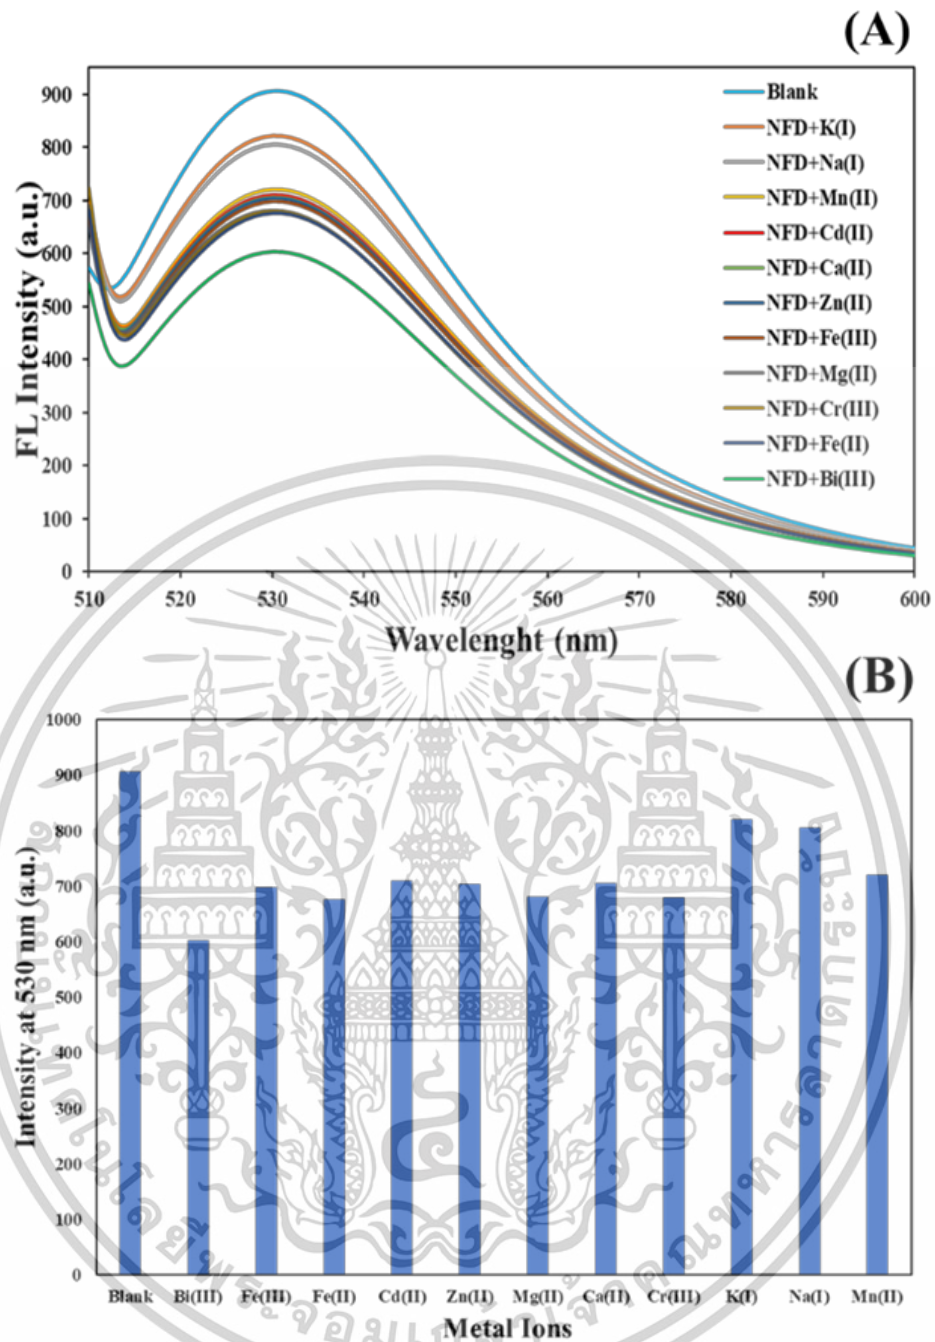 (A)
FL Intensity (a.u.)
900
800
700
600
500
400
300
200
100
0
Blank
NFD+K(I)
NFD+Na(I)
NFD+Mn(II)
NFD+Cd(II)
NFD+Ca(II)
NFD+Zn(II)
NFD+Fe(III)
NFD+Mg(II)
NFD+Cr(III)
NFD+Fe(II)
NFD+Bi(III)
510 520 530 540 550 560 570 580 590 600
Wavelenght (nm)
(B)
Intensity at 530 nm (a.u.)
1000
900
800
700
600
500
400
300
200
100
0
Blank Bi(III) Fe(III) Fe(II) Cd(II) Zn(II) Mg(II) Ca(II) Cr(III) K(I) Na(I) Mn(II)
Metal Ions